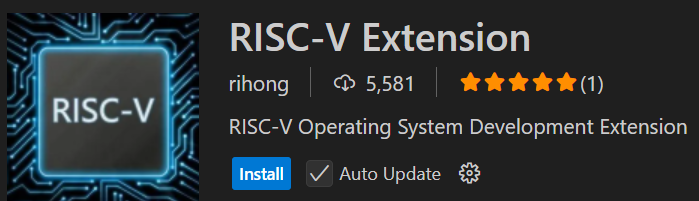 RISC-V
RISC-V Extension
rihong 5,581 (1)
RISC-V Operating System Development Extension
Install Auto Update